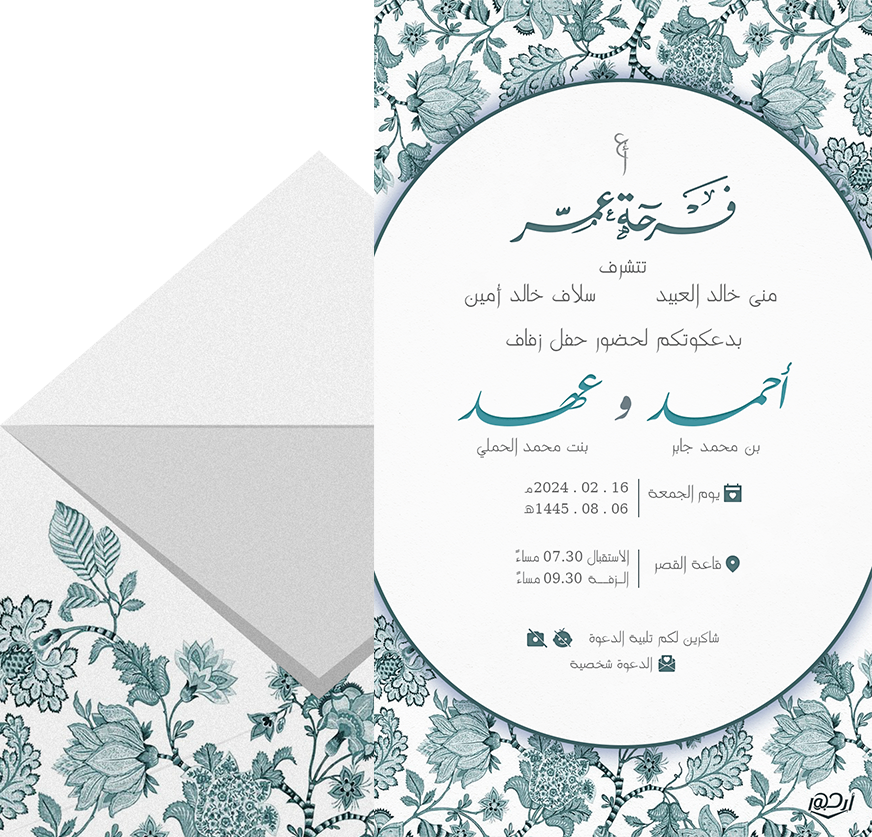 فرحة عمر
تتشرف
منى خالد العبيد سلاف خالد أمين
بدعكوتكم لحضور حفل زفاف
أحمد و عهد
بن محمد جابر بنت محمد الحملي
يوم الجمعة 16 . 02 . 2024م
06 . 08 . 1445هـ
قاعة القصر الاستقبال 07.30 مساءً
الـزفــة 09.30 مساءً
شاكرين لكم تلبية الدعوة
الدعوة شخصية